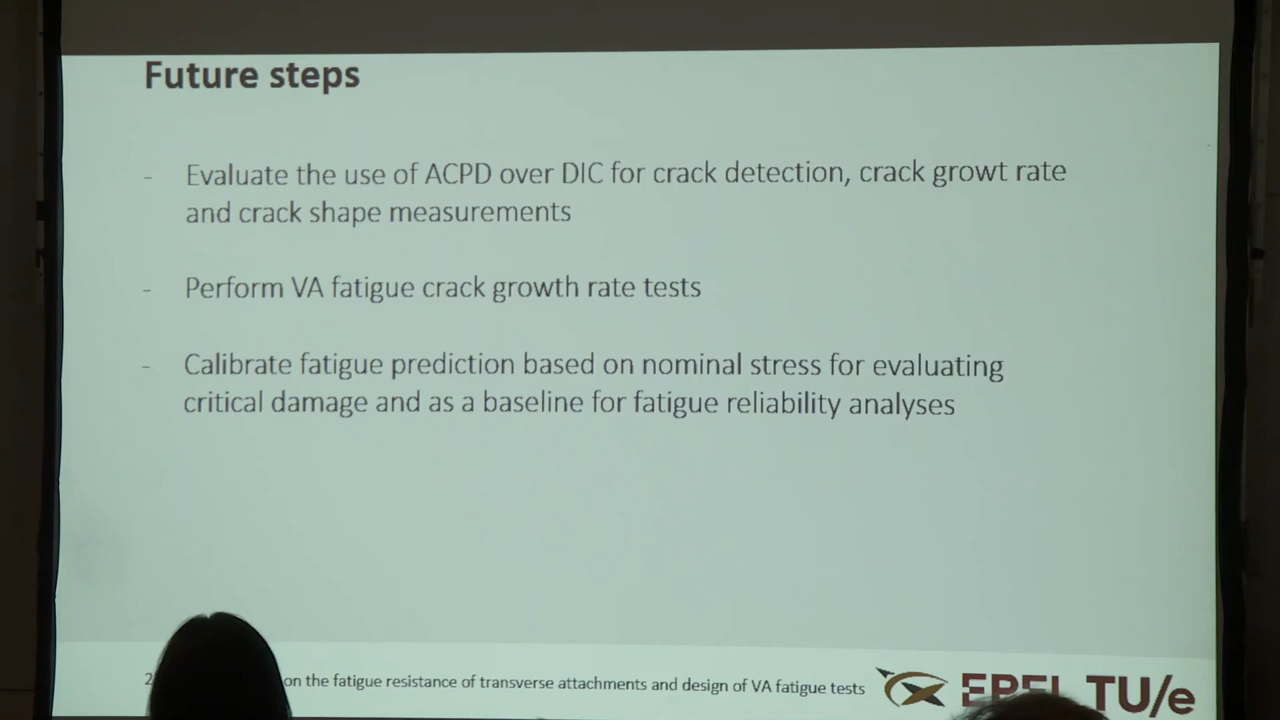 Future steps
- Evaluate the use of ACPD over DIC for crack detection, crack growt rate
and crack shape measurements
- Perform VA fatigue crack growth rate tests
- Calibrate fatigue prediction based on nominal stress for evaluating
critical damage and as a baseline for fatigue reliability analyses
on the fatigue resistance of transverse attachments and design of VA fatigue tests
TU/e